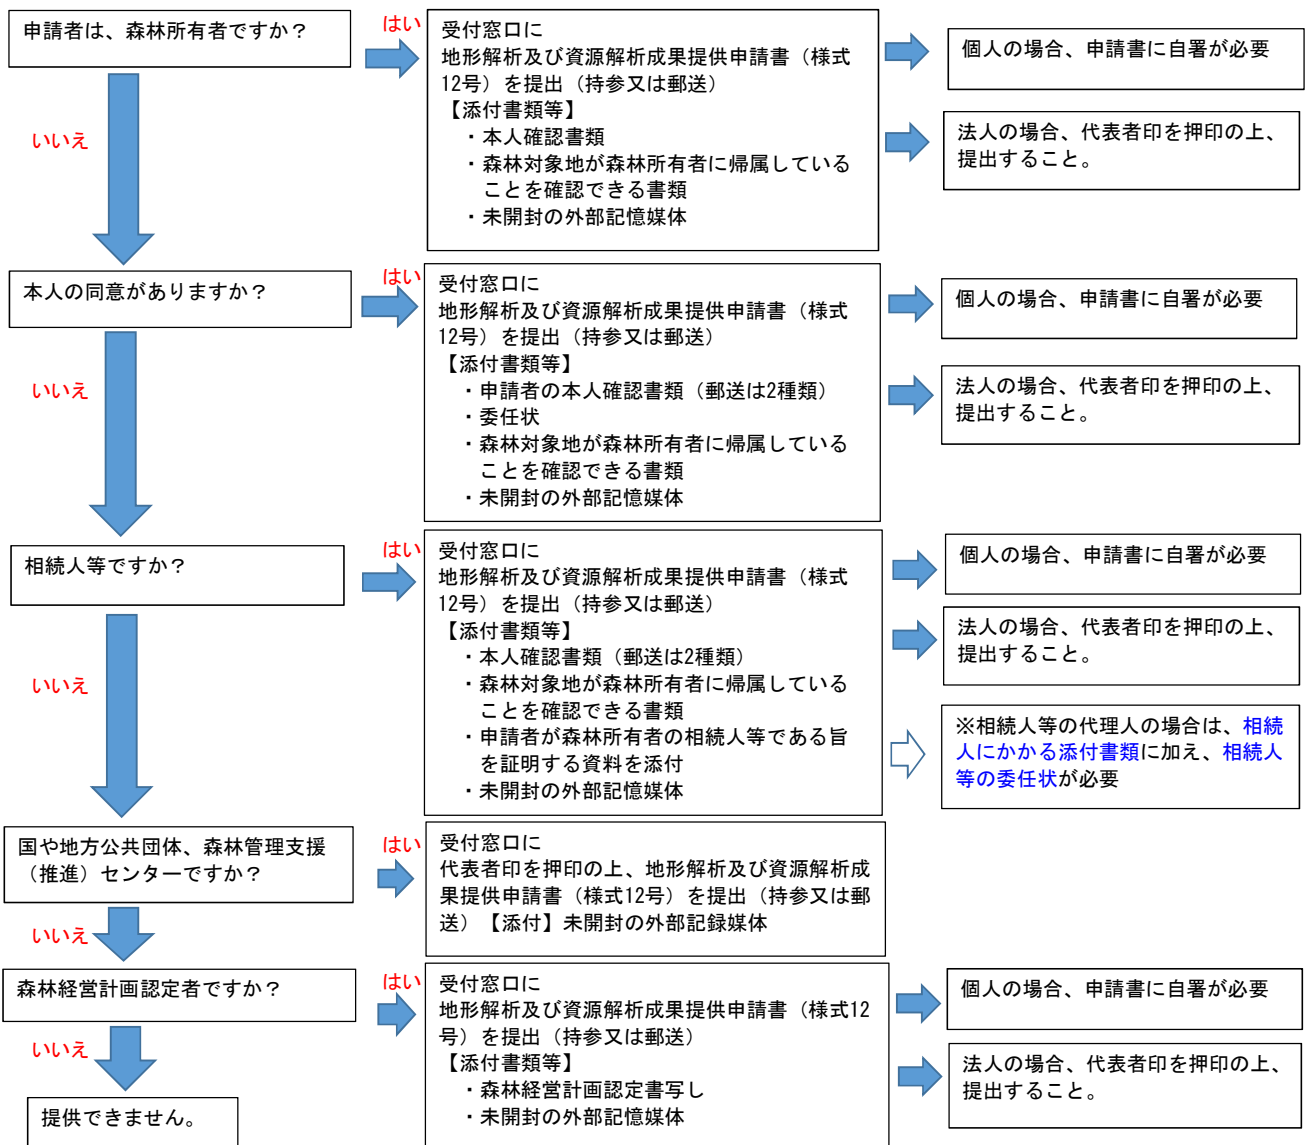 申請者は、森林所有者ですか？
はい
受付窓口に
地形解析及び資源解析成果提供申請書（様式
12号）を提出（持参又は郵送）
【添付書類等】
・本人確認書類
・森林対象地が森林所有者に帰属している
ことを確認できる書類
・未開封の外部記憶媒体
個人の場合、申請書に自署が必要
法人の場合、代表者印を押印の上、
提出すること。
いいえ
本人の同意がありますか？
はい
受付窓口に
地形解析及び資源解析成果提供申請書（様式
12号）を提出（持参又は郵送）
【添付書類等】
・申請者の本人確認書類（郵送は2種類）
・委任状
・森林対象地が森林所有者に帰属している
ことを確認できる書類
・未開封の外部記憶媒体
個人の場合、申請書に自署が必要
法人の場合、代表者印を押印の上、
提出すること。
いいえ
相続人等ですか？
はい
受付窓口に
地形解析及び資源解析成果提供申請書（様式
12号）を提出（持参又は郵送）
【添付書類等】
・本人確認書類（郵送は2種類）
・森林対象地が森林所有者に帰属している
ことを確認できる書類
・申請者が森林所有者の相続人等である旨
を証明する資料を添付
・未開封の外部記憶媒体
個人の場合、申請書に自署が必要
法人の場合、代表者印を押印の上、
提出すること。
※相続人等の代理人の場合は、相続
人にかかる添付書類に加え、相続人
等の委任状が必要
いいえ
国や地方公共団体、森林管理支援
（推進）センターですか？
はい
受付窓口に
代表者印を押印の上、地形解析及び資源解析成
果提供申請書（様式12号）を提出（持参又は郵
送）【添付】未開封の外部記録媒体
いいえ
森林経営計画認定者ですか？
はい
受付窓口に
地形解析及び資源解析成果提供申請書（様式12
号）を提出（持参又は郵送）
【添付書類等】
・森林経営計画認定書写し
・未開封の外部記憶媒体
個人の場合、申請書に自署が必要
法人の場合、代表者印を押印の上、
提出すること。
いいえ
提供できません。